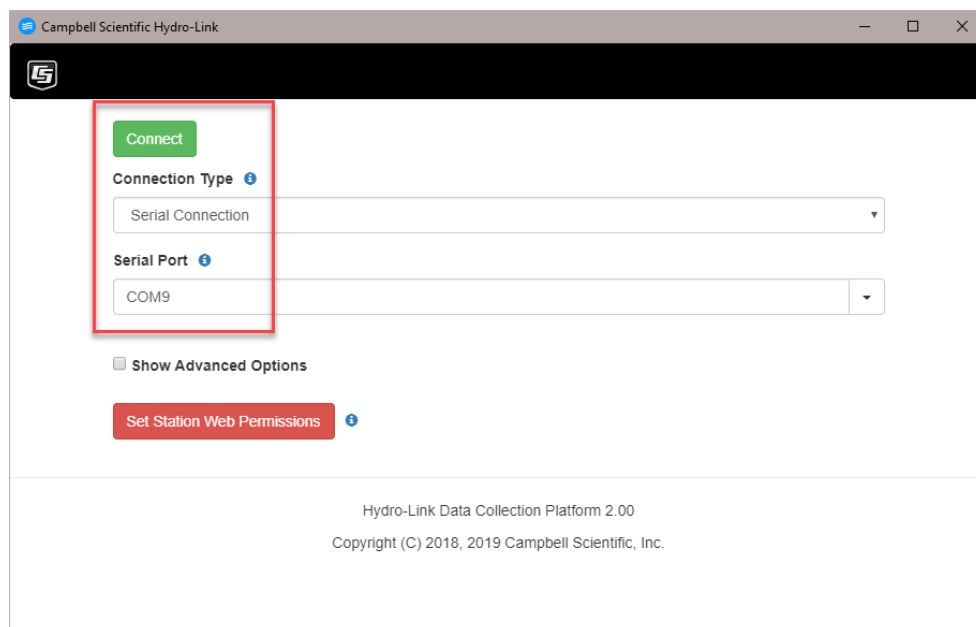 Campbell Scientific Hydro-Link
Connect
Connection Type
Serial Connection
Serial Port
COM9
Show Advanced Options
Set Station Web Permissions
Hydro-Link Data Collection Platform 2.00
Copyright (C) 2018, 2019 Campbell Scientific, Inc.